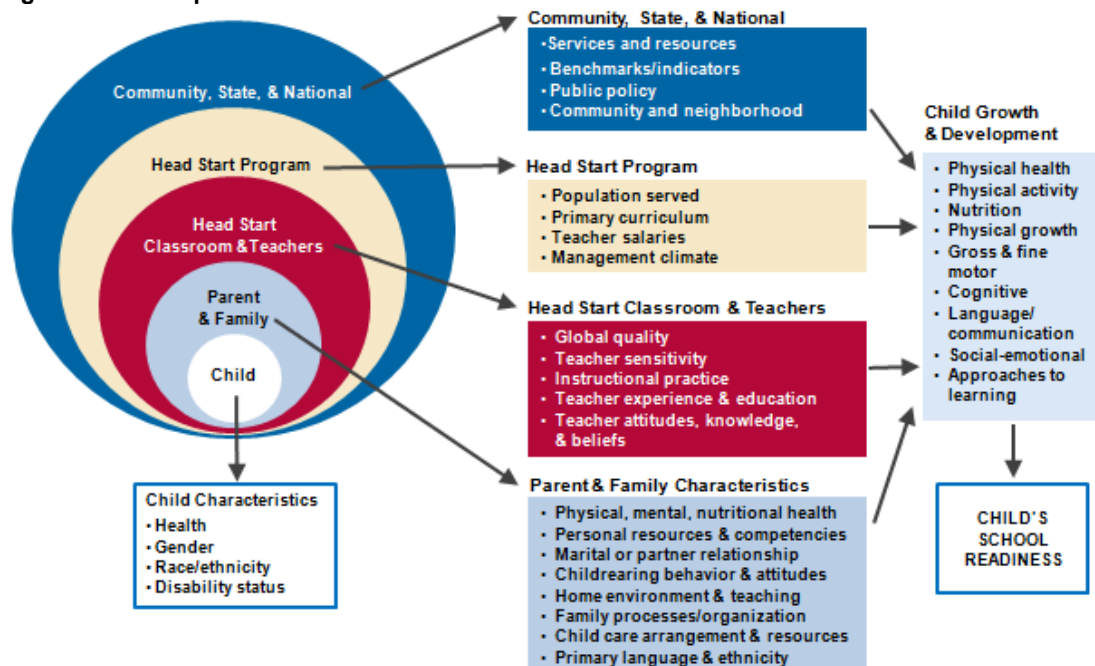 Community, State, & National
Head Start Program
Head Start
Classroom & Teachers
Parent
& Family
Child
Child Characteristics
• Health
• Gender
• Race/ethnicity
• Disability status
Community, State, & National
• Services and resources
• Benchmarks/indicators
• Public policy
• Community and neighborhood
Head Start Program
• Population served
• Primary curriculum
• Teacher salaries
• Management climate
Head Start Classroom & Teachers
• Global quality
• Teacher sensitivity
• Instructional practice
• Teacher experience & education
• Teacher attitudes, knowledge,
& beliefs
Parent & Family Characteristics
• Physical, mental, nutritional health
• Personal resources & competencies
• Marital or partner relationship
• Childrearing behavior & attitudes
• Home environment & teaching
• Family processes/organization
• Child care arrangement & resources
• Primary language & ethnicity
Child Growth
& Development
• Physical health
• Physical activity
• Nutrition
• Physical growth
• Gross & fine
motor
• Cognitive
• Language/
communication
• Social-emotional
• Approaches to
learning
CHILD'S
SCHOOL
READINESS